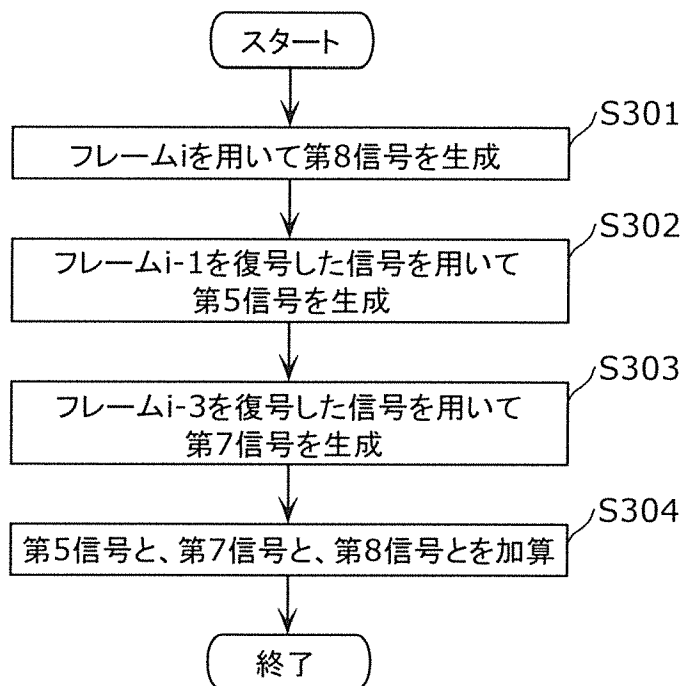 スタート
S301
フレームiを用いて第8信号を生成
S302
フレームi-1を復号した信号を用いて
第5信号を生成
S303
フレームi-3を復号した信号を用いて
第7信号を生成
S304
第5信号と、第7信号と、第8信号とを加算
終了